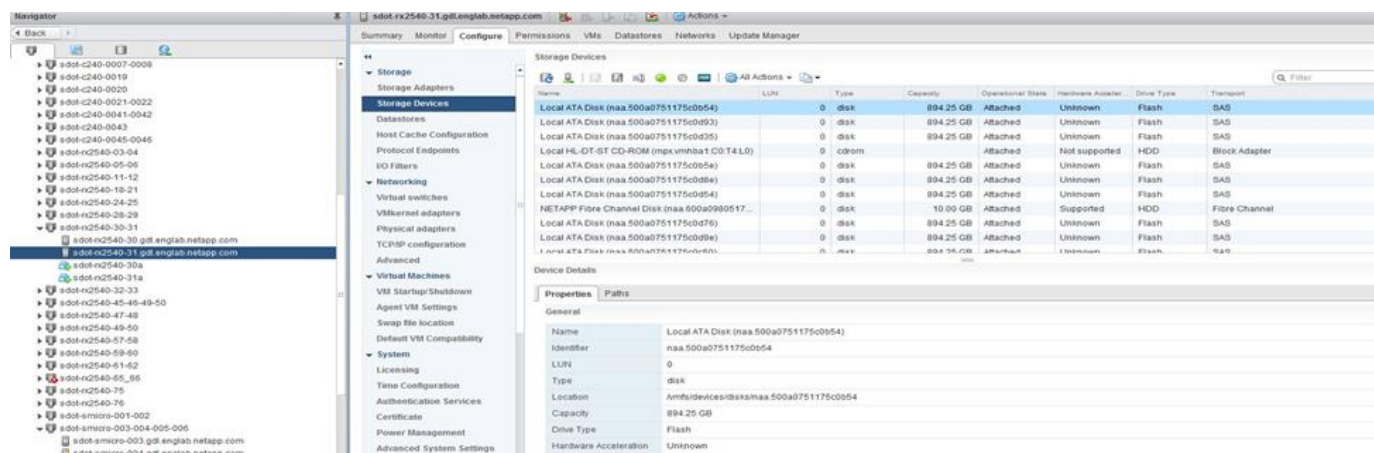 Navigator
sdot-rx2540-31.gdl.englab.netapp.com
Actions
Back
Summary Monitor Configure Permissions VMs Datastores Networks Update Manager
sdot-c240-0007-0008
sdot-c240-0019
sdot-c240-0020
sdot-c240-0021-0022
sdot-c240-0041-0042
sdot-c240-0043
sdot-c240-0045-0046
sdot-rx2540-03-04
sdot-rx2540-05-06
sdot-rx2540-11-12
sdot-rx2540-18-21
sdot-rx2540-24-25
sdot-rx2540-28-29
sdot-rx2540-30-31
sdot-rx2540-30.gdl.englab.netapp.com
sdot-rx2540-31.gdl.englab.netapp.com
sdot-rx2540-30a
sdot-rx2540-31a
sdot-rx2540-32-33
sdot-rx2540-45-46-49-50
sdot-rx2540-47-48
sdot-rx2540-49-50
sdot-rx2540-57-58
sdot-rx2540-59-60
sdot-rx2540-61-62
sdot-rx2540-65_66
sdot-rx2540-75
sdot-rx2540-76
sdot-smicro-001-002
sdot-smicro-003-004-005-006
sdot-smicro-003.gdl.englab.netapp.com
sdot-smicro-004.gdl.englab.netapp.com
Storage
Storage Adapters
Storage Devices
Datastores
Host Cache Configuration
Protocol Endpoints
I/O Filters
Networking
Virtual switches
VMkernel adapters
Physical adapters
TCP/IP configuration
Advanced
Virtual Machines
VM Startup/Shutdown
Agent VM Settings
Swap file location
Default VM Compatibility
System
Licensing
Time Configuration
Authentication Services
Certificate
Power Management
Advanced System Settings
Storage Devices
All Actions
Filter
Name LUN Type Capacity Operational State Hardware Acceler... Drive Type Transport
Local ATA Disk (naa.500a0751175c0b54) 0 disk 894.25 GB Attached Unknown Flash SAS
Local ATA Disk (naa.500a0751175c0d93) 0 disk 894.25 GB Attached Unknown Flash SAS
Local ATA Disk (naa.500a0751175c0d35) 0 disk 894.25 GB Attached Unknown Flash SAS
Local HL-DT-ST CD-ROM (mpx.vmhba1:C0:T4:L0) 0 cdrom Attached Not supported HDD Block Adapter
Local ATA Disk (naa.500a0751175c0b5e) 0 disk 894.25 GB Attached Unknown Flash SAS
Local ATA Disk (naa.500a0751175c0d8e) 0 disk 894.25 GB Attached Unknown Flash SAS
Local ATA Disk (naa.500a0751175c0d54) 0 disk 894.25 GB Attached Unknown Flash SAS
NETAPP Fibre Channel Disk (naa.600a0980517... 0 disk 10.00 GB Attached Supported HDD Fibre Channel
Local ATA Disk (naa.500a0751175c0d76) 0 disk 894.25 GB Attached Unknown Flash SAS
Local ATA Disk (naa.500a0751175c0d9e) 0 disk 894.25 GB Attached Unknown Flash SAS
Local ATA Disk 0 disk 894.25 GB Attached Unknown Flash SAS
Device Details
Properties Paths
General
Name Local ATA Disk (naa.500a0751175c0b54)
Identifier naa.500a0751175c0b54
LUN 0
Type disk
Location /vmfs/devices/disks/naa.500a0751175c0b54
Capacity 894.25 GB
Drive Type Flash
Hardware Acceleration Unknown